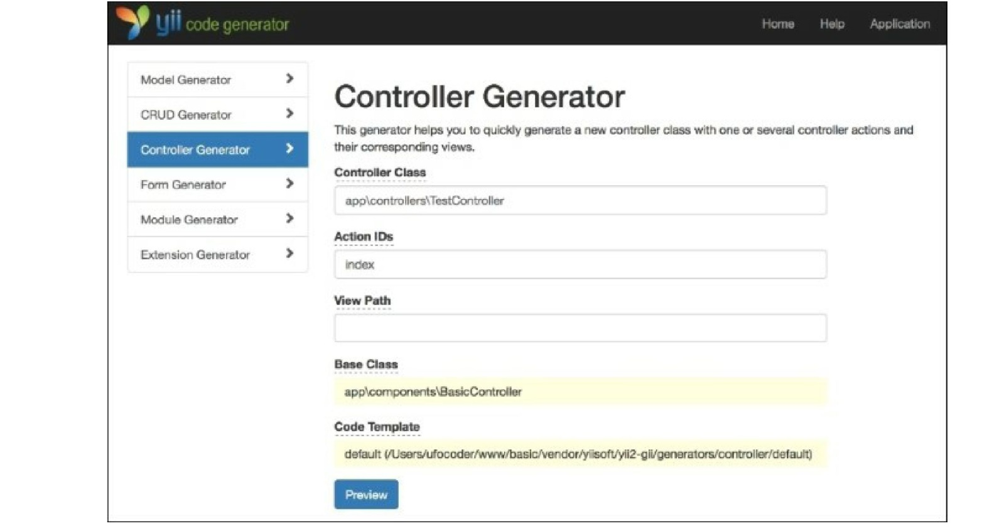 yii code generator
Home Help Application
Model Generator
CRUD Generator
Controller Generator
Form Generator
Module Generator
Extension Generator
Controller Generator
This generator helps you to quickly generate a new controller class with one or several controller actions and
their corresponding views.
Controller Class
app\controllers\TestController
Action IDs
index
View Path
Base Class
app\components\BasicController
Code Template
default (/Users/ufocoder/www/basic/vendor/yiisoft/yii2-gii/generators/controller/default)
Preview